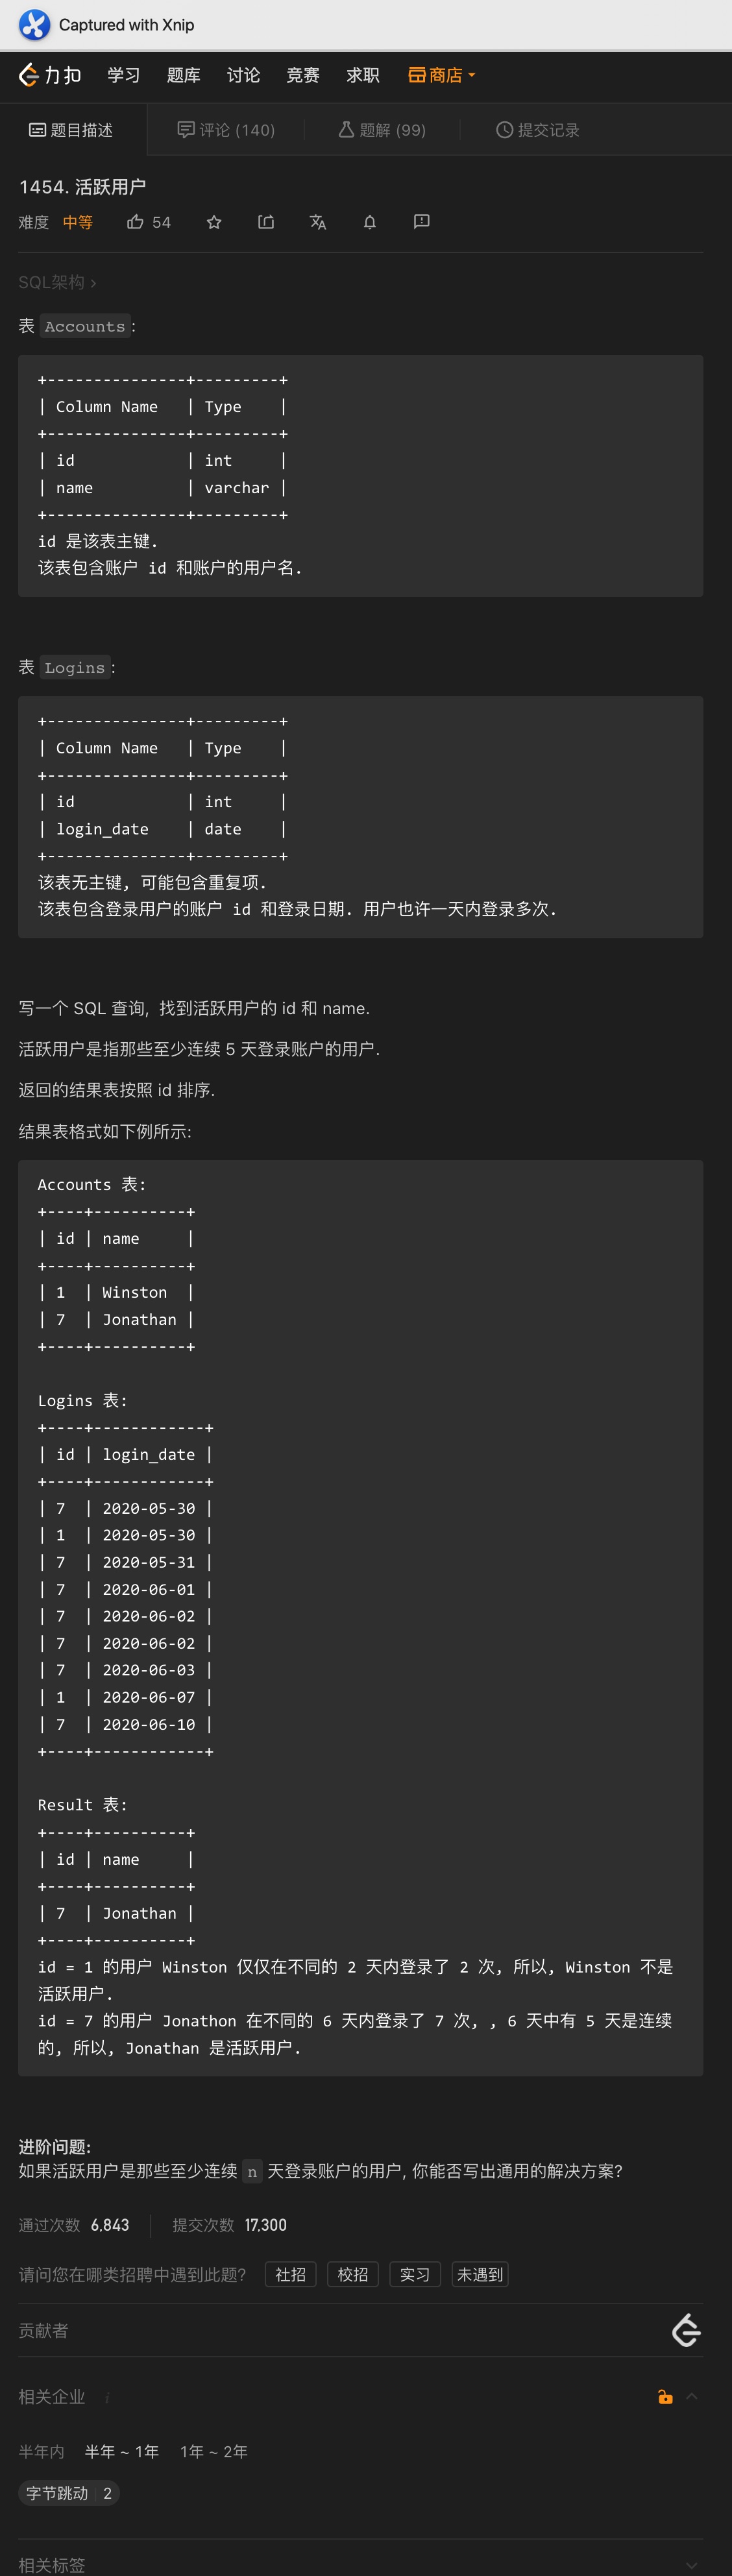 Captured with Xnip
力扣 学习 题库 讨论 竞赛 求职 商店
题目描述 评论 (140) 题解 (99) 提交记录
1454. 活跃用户
难度 中等 54
SQL架构 ›
表 Accounts:
+---------------+---------+
| Column Name   | Type    |
+---------------+---------+
| id            | int     |
| name          | varchar |
+---------------+---------+
id 是该表主键.
该表包含账户 id 和账户的用户名.
表 Logins:
+---------------+---------+
| Column Name   | Type    |
+---------------+---------+
| id            | int     |
| login_date    | date    |
+---------------+---------+
该表无主键, 可能包含重复项.
该表包含登录用户的账户 id 和登录日期. 用户也许一天内登录多次.
写一个 SQL 查询, 找到活跃用户的 id 和 name.
活跃用户是指那些至少连续 5 天登录账户的用户.
返回的结果表按照 id 排序.
结果表格式如下例所示:
Accounts 表:
+----+----------+
| id | name     |
+----+----------+
| 1  | Winston  |
| 7  | Jonathan |
+----+----------+
Logins 表:
+----+------------+
| id | login_date |
+----+------------+
| 7  | 2020-05-30 |
| 1  | 2020-05-30 |
| 7  | 2020-05-31 |
| 7  | 2020-06-01 |
| 7  | 2020-06-02 |
| 7  | 2020-06-02 |
| 7  | 2020-06-03 |
| 1  | 2020-06-07 |
| 7  | 2020-06-10 |
+----+------------+
Result 表:
+----+----------+
| id | name     |
+----+----------+
| 7  | Jonathan |
+----+----------+
id = 1 的用户 Winston 仅仅在不同的 2 天内登录了 2 次, 所以, Winston 不是
活跃用户.
id = 7 的用户 Jonathon 在不同的 6 天内登录了 7 次, , 6 天中有 5 天是连续
的, 所以, Jonathan 是活跃用户.
进阶问题:
如果活跃用户是那些至少连续 n 天登录账户的用户, 你能否写出通用的解决方案?
通过次数 6,843 提交次数 17,300
请问您在哪类招聘中遇到此题? 社招 校招 实习 未遇到
贡献者
相关企业 i
半年内 半年 ~ 1年 1年 ~ 2年
字节跳动 2
相关标签